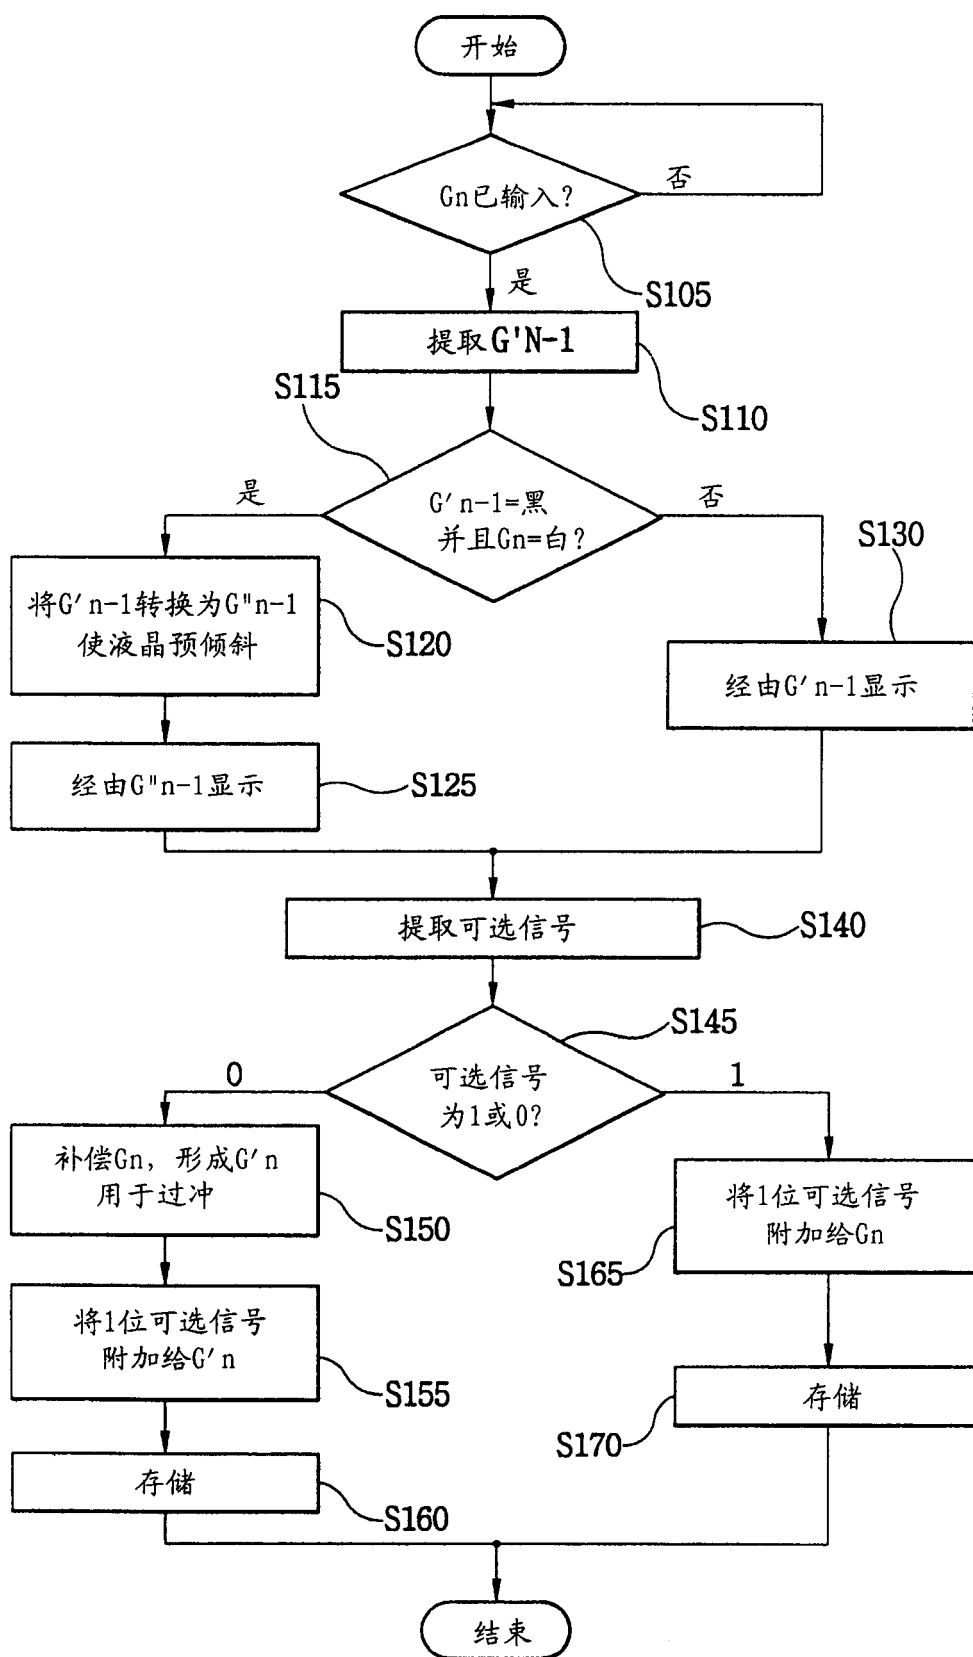 开始
Gn已输入?
否
S105
是
提取G'N-1
S110
S115
G'n-1=黑
并且Gn=白?
是
否
S130
将G'n-1转换为G"n-1
使液晶预倾斜
S120
经由G'n-1显示
经由G"n-1显示
S125
提取可选信号
S140
S145
可选信号
为1或0?
0
1
补偿Gn, 形成G'n
用于过冲
S150
将1位可选信号
附加给Gn
S165
将1位可选信号
附加给G'n
S155
存储
S170
存储
S160
结束